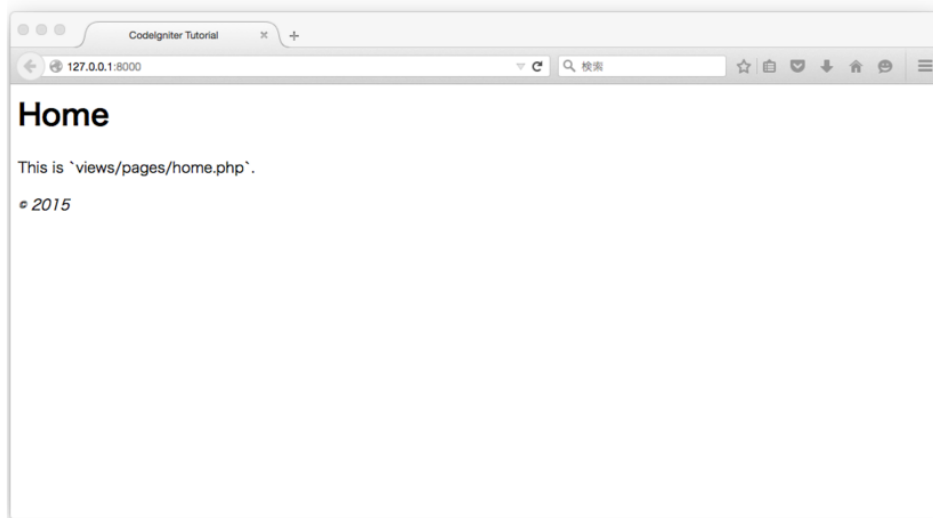 CodeIgniter Tutorial
127.0.0.1:8000
検索
Home
This is `views/pages/home.php`.
© 2015